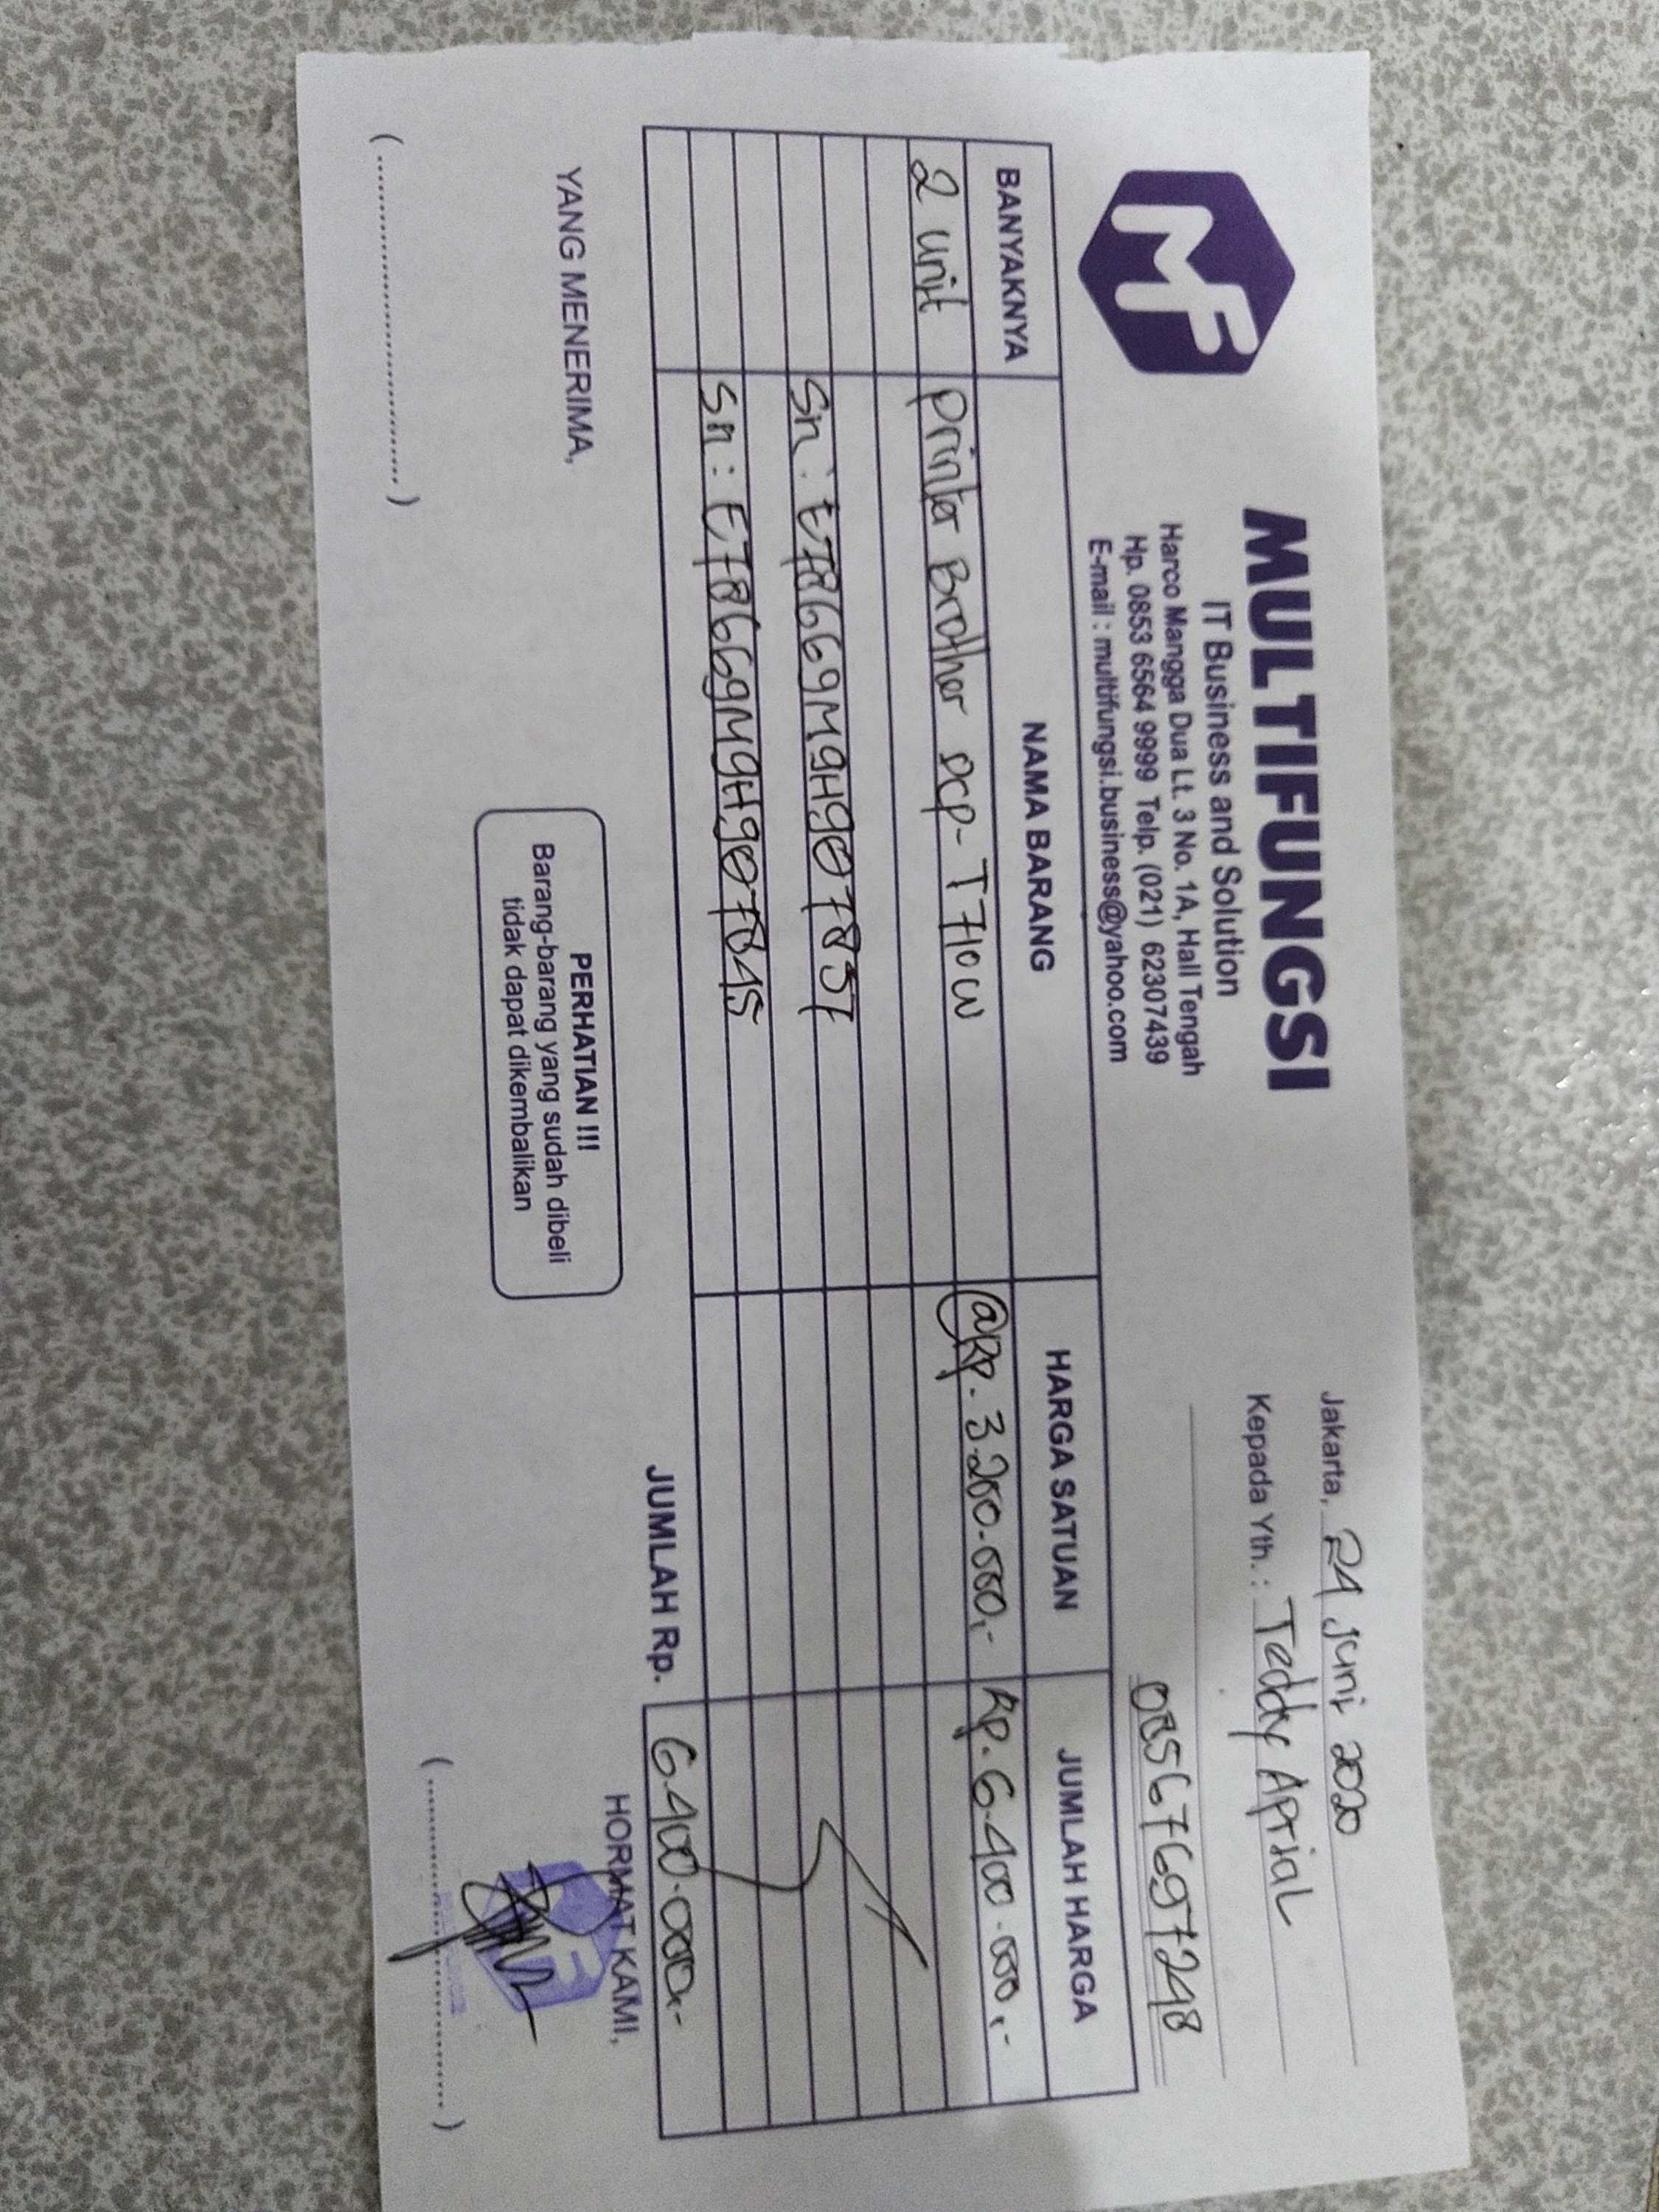 MF
MULTIFUNGSI
IT Business and Solution
Harco Mangga Dua Lt. 3 No. 1A, Hall Tengah
Hp. 0853 6564 9999 Telp. (021) 62307439
E-mail : multifungsi.business@yahoo.com
Jakarta, 24 Juni 2020
Kepada Yth. : Teddy Aprial
08567697248
BANYAKNYA NAMA BARANG HARGA SATUAN JUMLAH HARGA
2 unit Printer Brother DCP-T710W @Rp. 3.200.000,- Rp. 6.400.000,-
Sn : E78669M9H907857
Sn : E78669M9H907845
JUMLAH Rp. 6.400.000,-
YANG MENERIMA,
PERHATIAN !!!
Barang-barang yang sudah dibeli
tidak dapat dikembalikan
HORMAT KAMI,
(..............................)
(..............................)